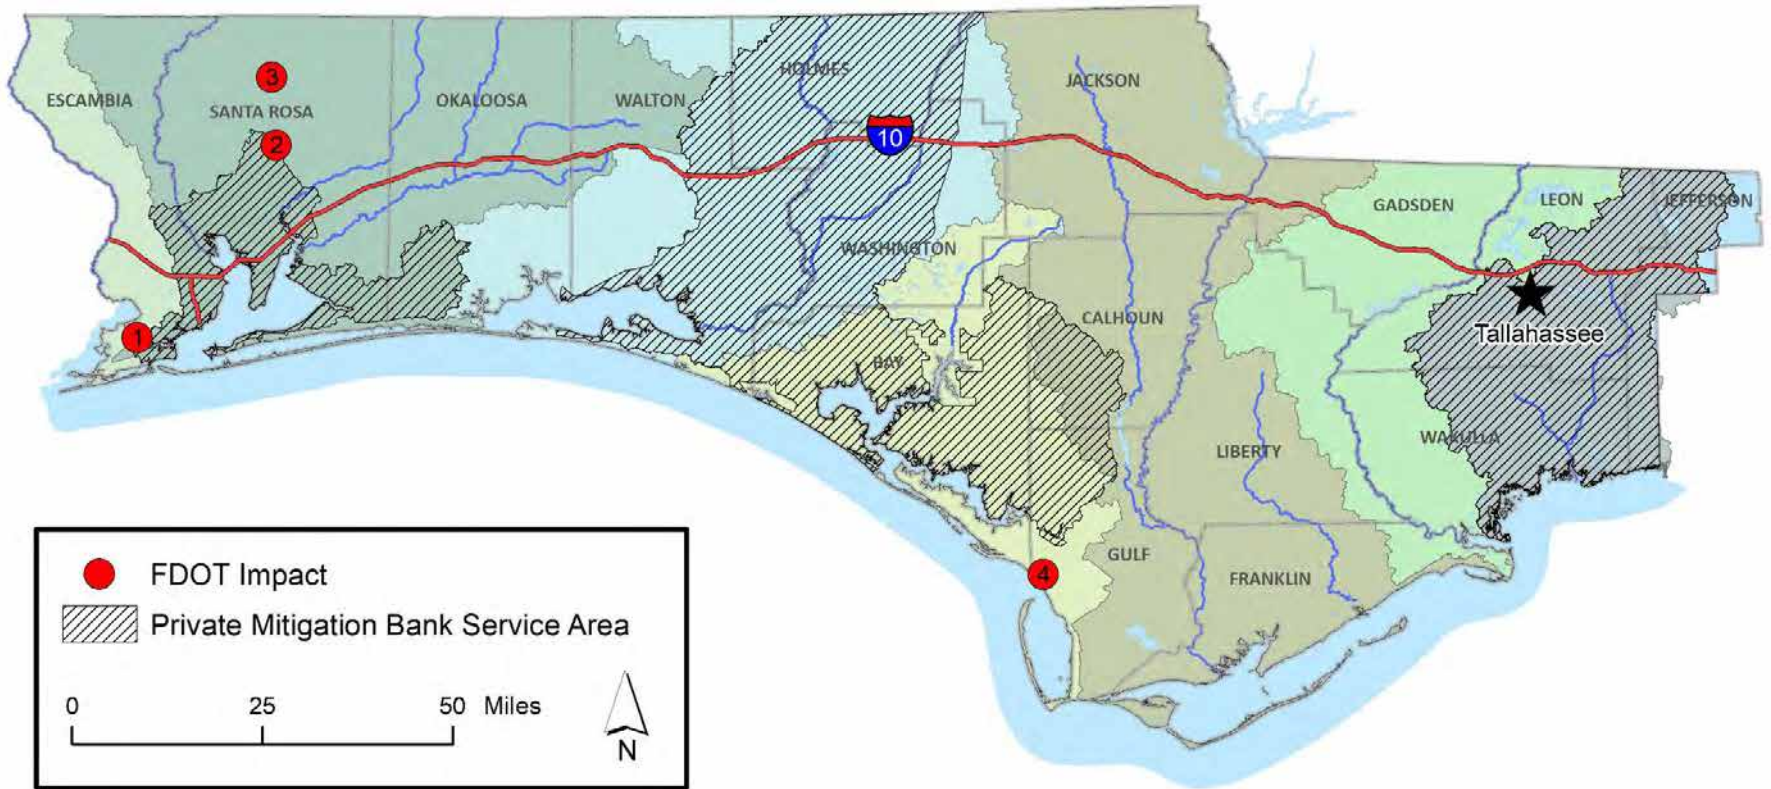 3
HOLMES
JACKSON
ESCAMBIA
SANTA ROSA
OKALOOSA
WALTON
10
2
GADSDEN
LEON
JEFFERSON
WASHINGTON
CALHOUN
Tallahassee
1
BAY
WAKULLA
LIBERTY
4
GULF
FRANKLIN
FDOT Impact
Private Mitigation Bank Service Area
0 25 50 Miles
N